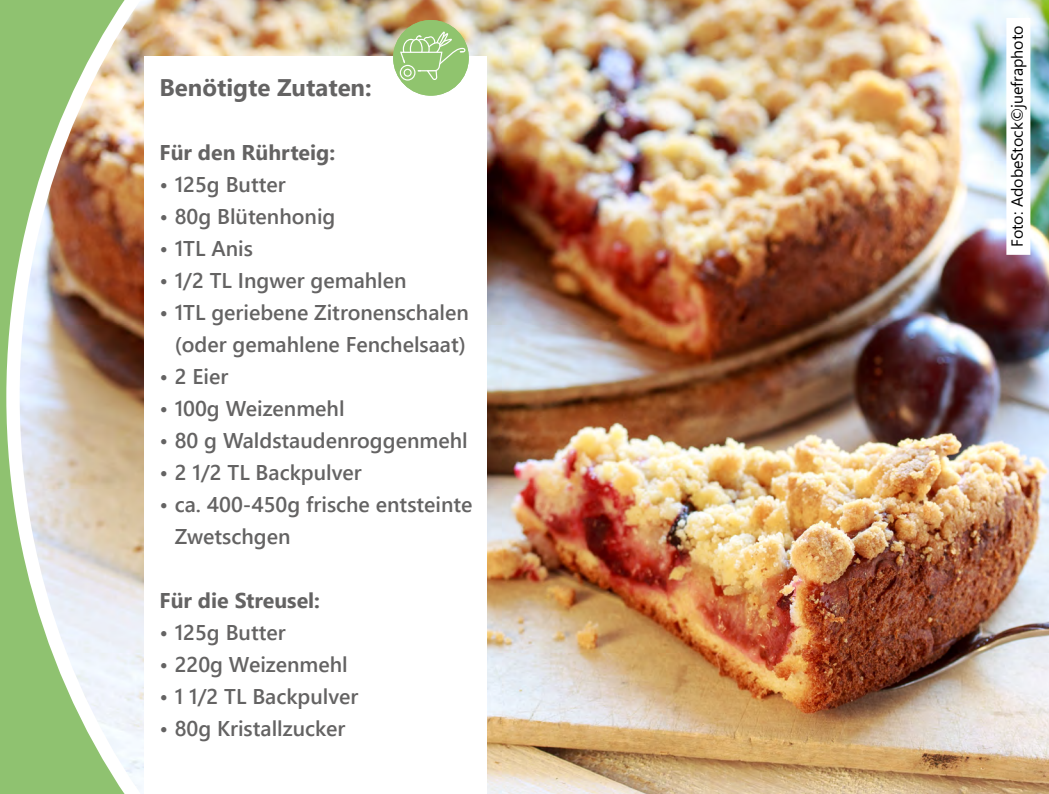 Benötigte Zutaten:
Für den Rührteig:
• 125g Butter
• 80g Blütenhonig
• 1TL Anis
• 1/2 TL Ingwer gemahlen
• 1TL geriebene Zitronenschalen
(oder gemahlene Fenchelsaat)
• 2 Eier
• 100g Weizenmehl
• 80 g Waldstaudenroggenmehl
• 2 1/2 TL Backpulver
• ca. 400-450g frische entsteinte
Zwetschgen
Für die Streusel:
• 125g Butter
• 220g Weizenmehl
• 1 1/2 TL Backpulver
• 80g Kristallzucker
Foto: AdobeStock©juefraphoto